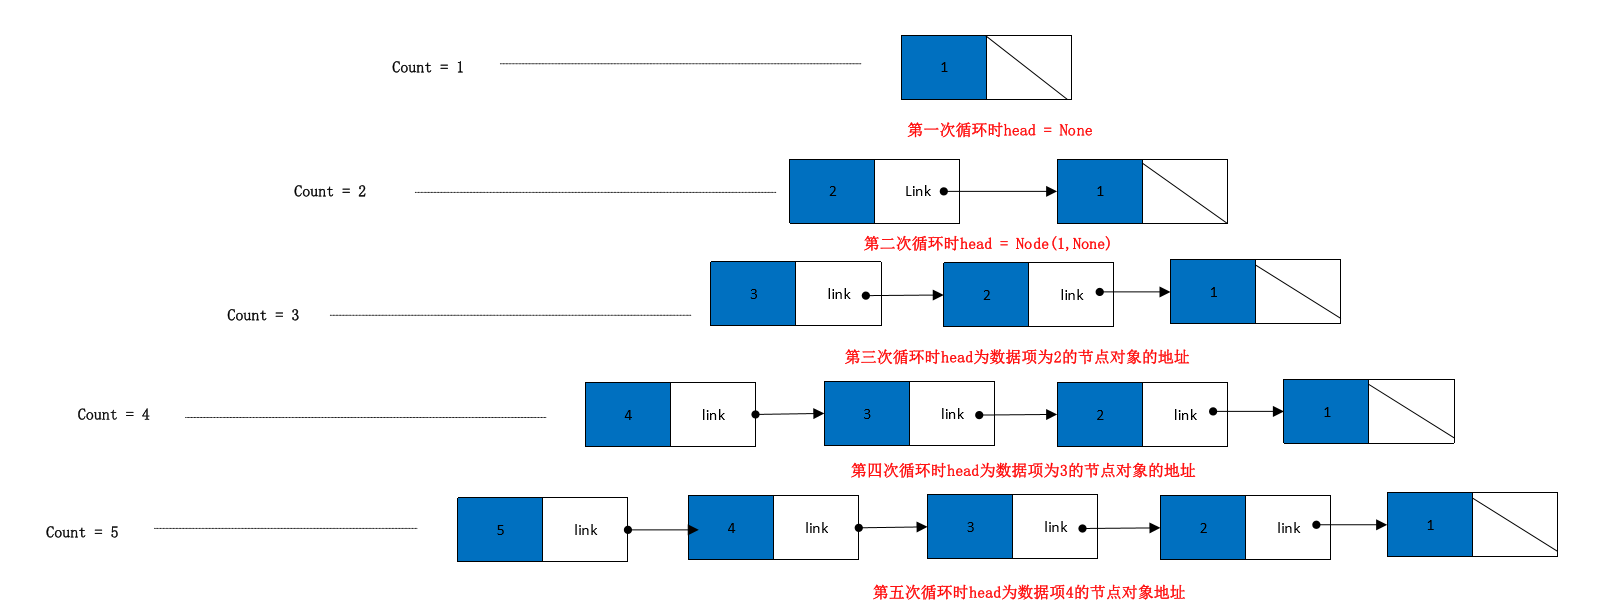 Count = 1
1
第一次循环时head = None
Count = 2
2 Link 1
第二次循环时head = Node(1,None)
Count = 3
3 link 2 link 1
第三次循环时head为数据项为2的节点对象的地址
Count = 4
4 link 3 link 2 link 1
第四次循环时head为数据项为3的节点对象的地址
Count = 5
5 link 4 link 3 link 2 link 1
第五次循环时head为数据项4的节点对象地址